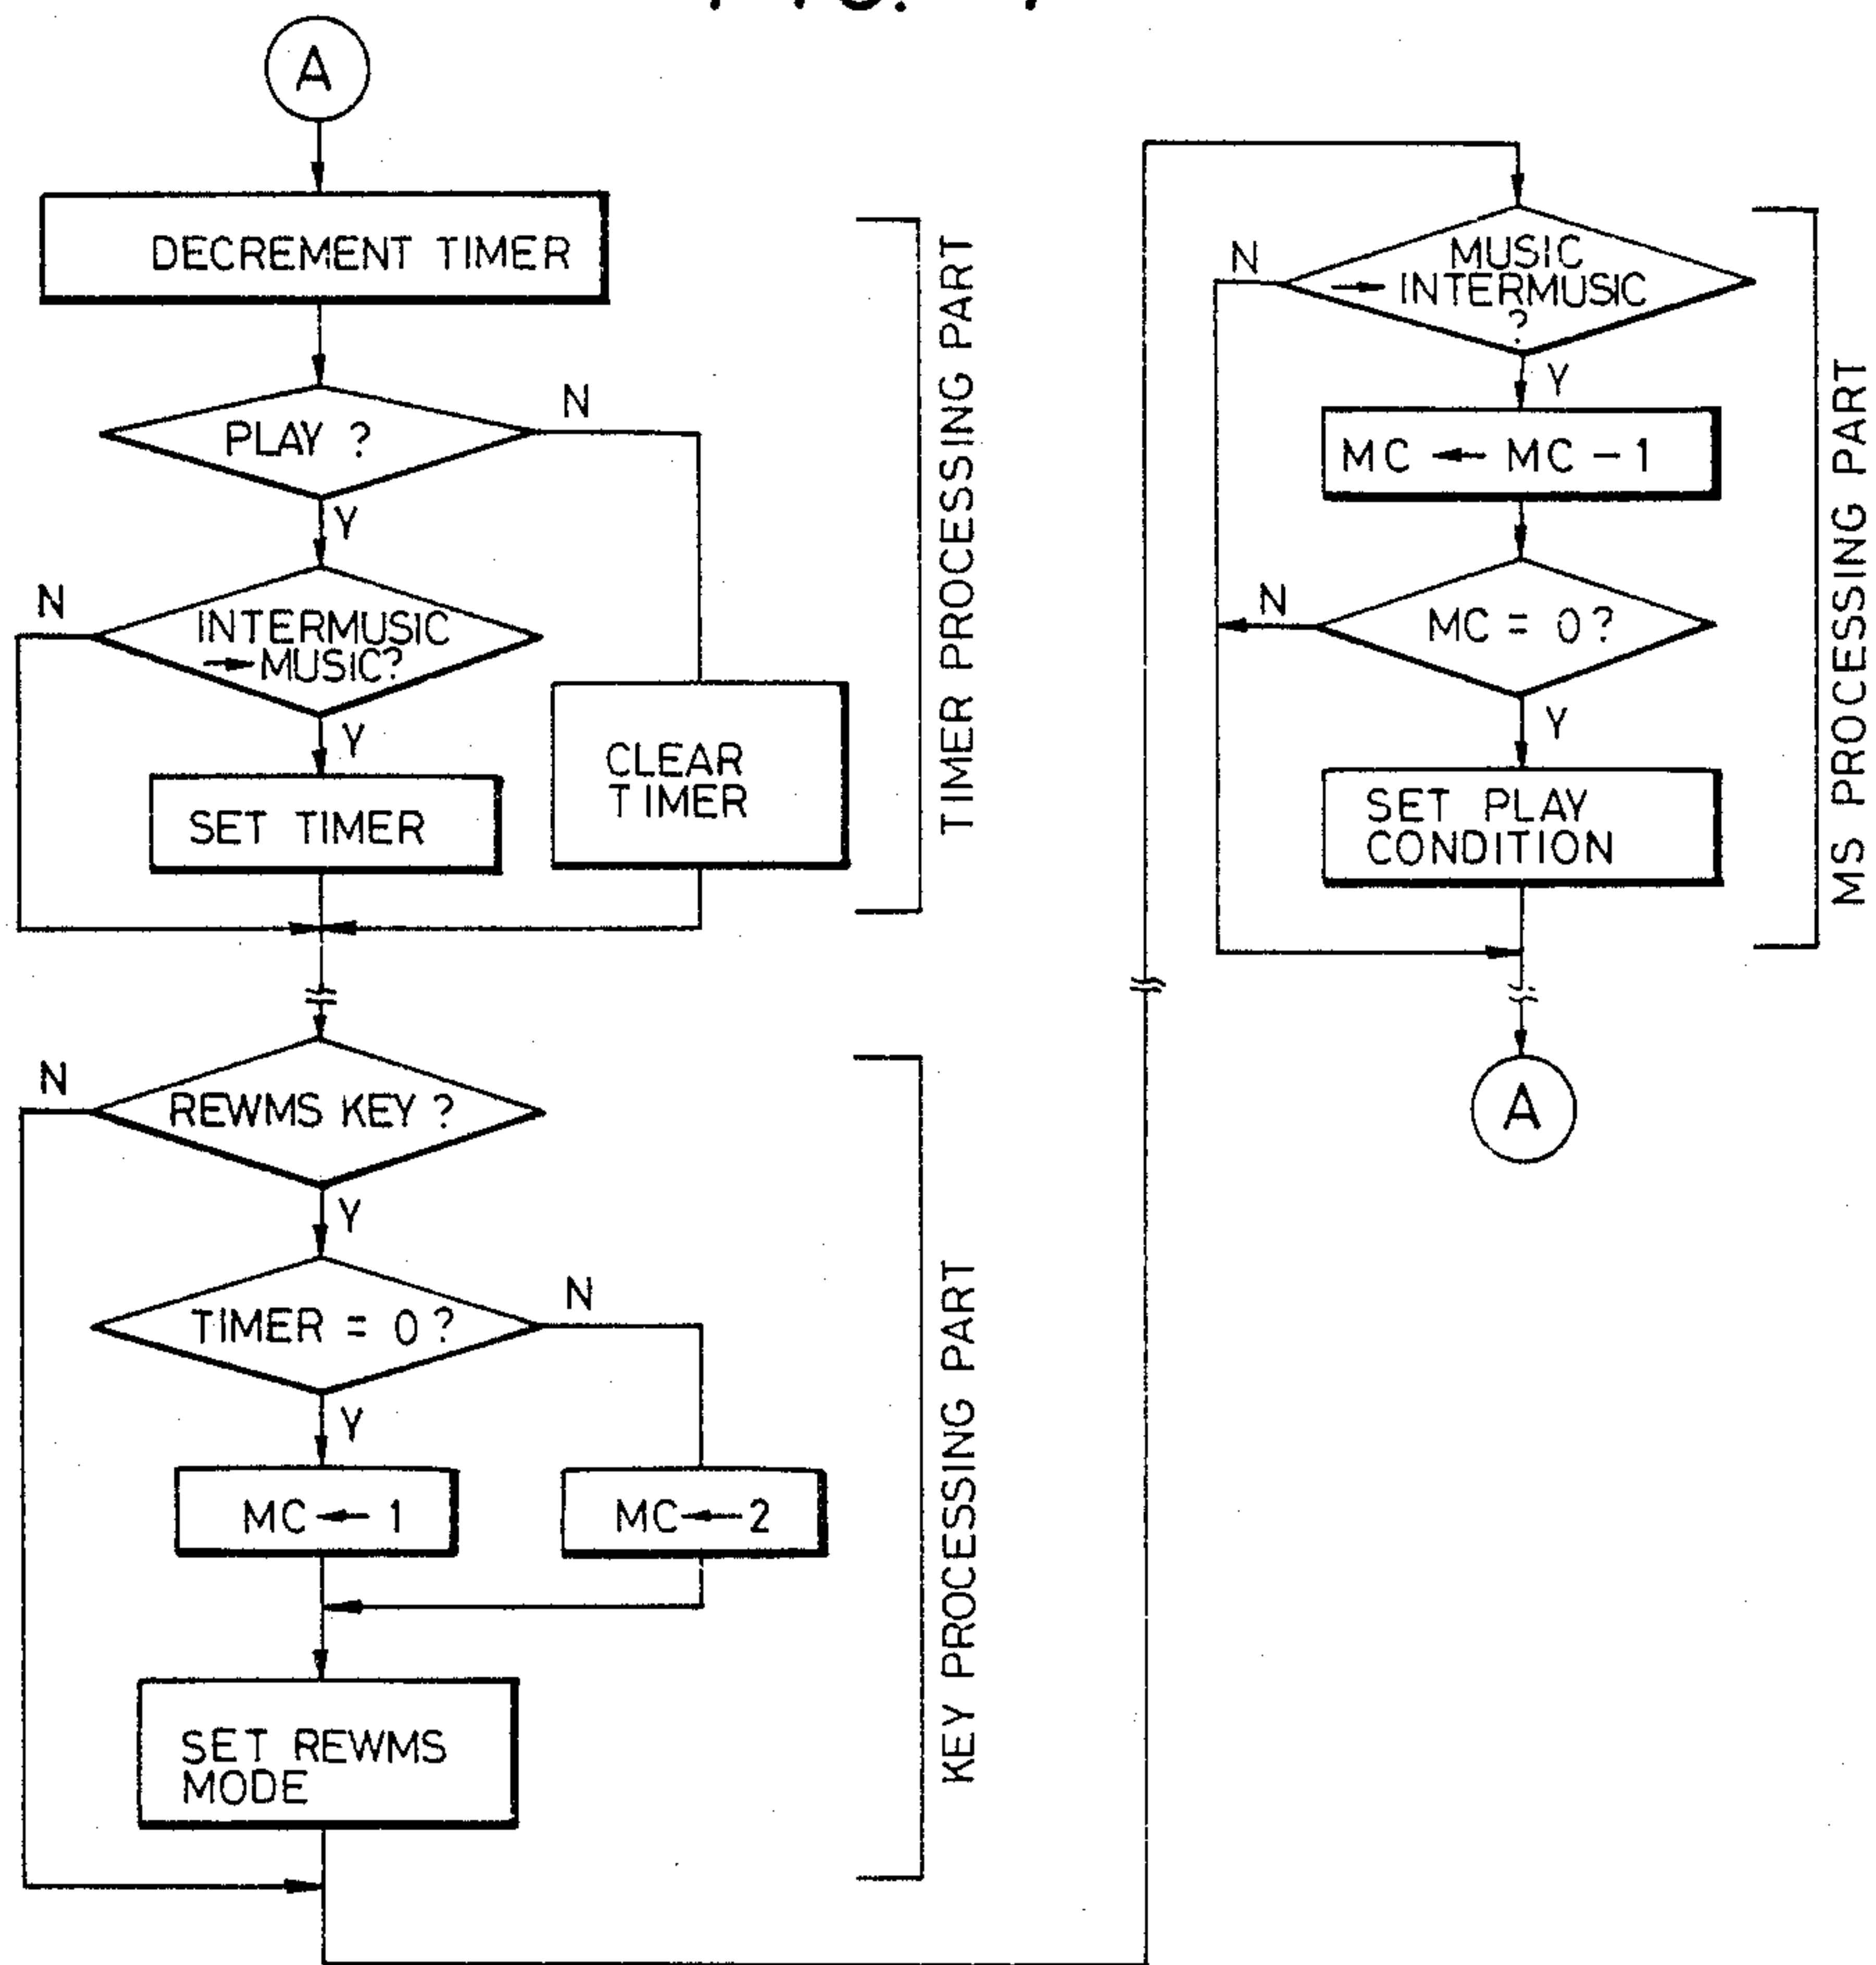 A
DECREMENT TIMER
PLAY ?
N
Y
INTERMUSIC
→ MUSIC?
N
Y
SET TIMER
CLEAR
TIMER
TIMER PROCESSING PART
REWMS KEY ?
N
Y
TIMER = 0 ?
N
Y
MC ← 1
MC ← 2
SET REWMS
MODE
KEY PROCESSING PART
MUSIC
→ INTERMUSIC
?
N
Y
MC ← MC - 1
MC = 0 ?
N
Y
SET PLAY
CONDITION
MS PROCESSING PART
A